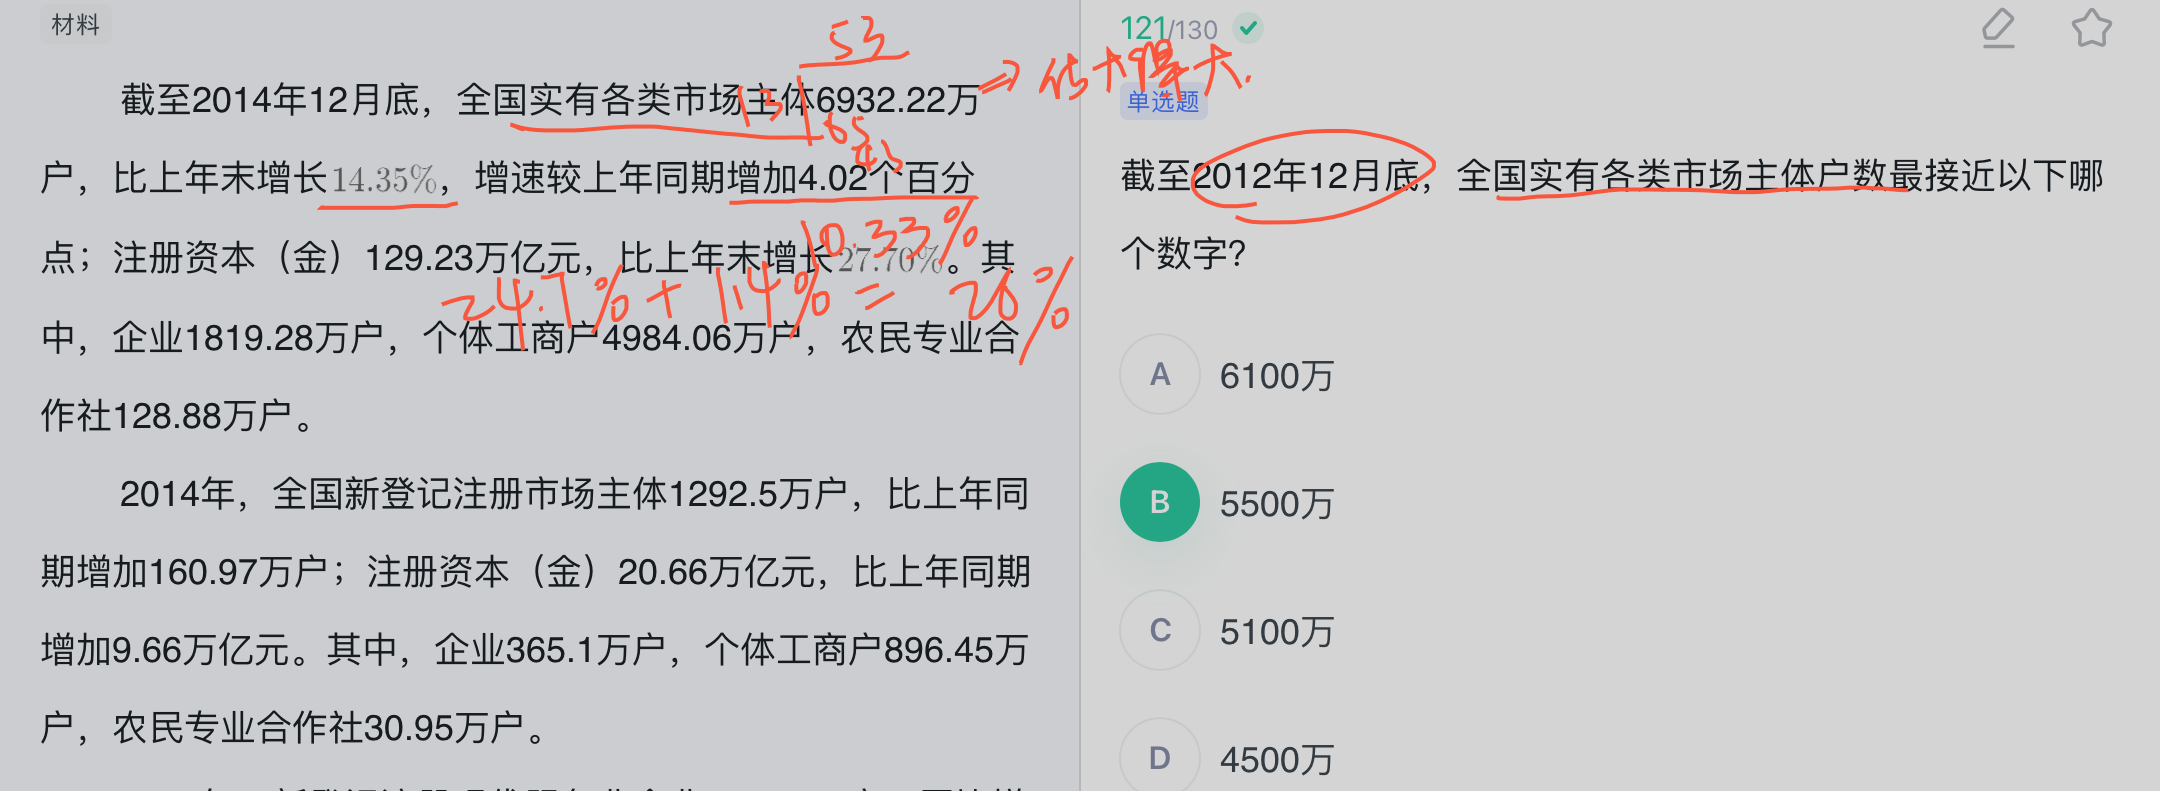 材料
截至2014年12月底，全国实有各类市场主体6932.22万
户，比上年末增长14.35%，增速较上年同期增加4.02个百分
点；注册资本（金）129.23万亿元，比上年末增长27.70%。其
中，企业1819.28万户，个体工商户4984.06万户，农民专业合
作社128.88万户。
2014年，全国新登记注册市场主体1292.5万户，比上年同
期增加160.97万户；注册资本（金）20.66万亿元，比上年同期
增加9.66万亿元。其中，企业365.1万户，个体工商户896.45万
户，农民专业合作社30.95万户。
53
13
65
10.33%
24.7%+1.4%=26%
⇒估大得大.
121/130
单选题
截至2012年12月底，全国实有各类市场主体户数最接近以下哪
个数字？
A 6100万
B 5500万
C 5100万
D 4500万